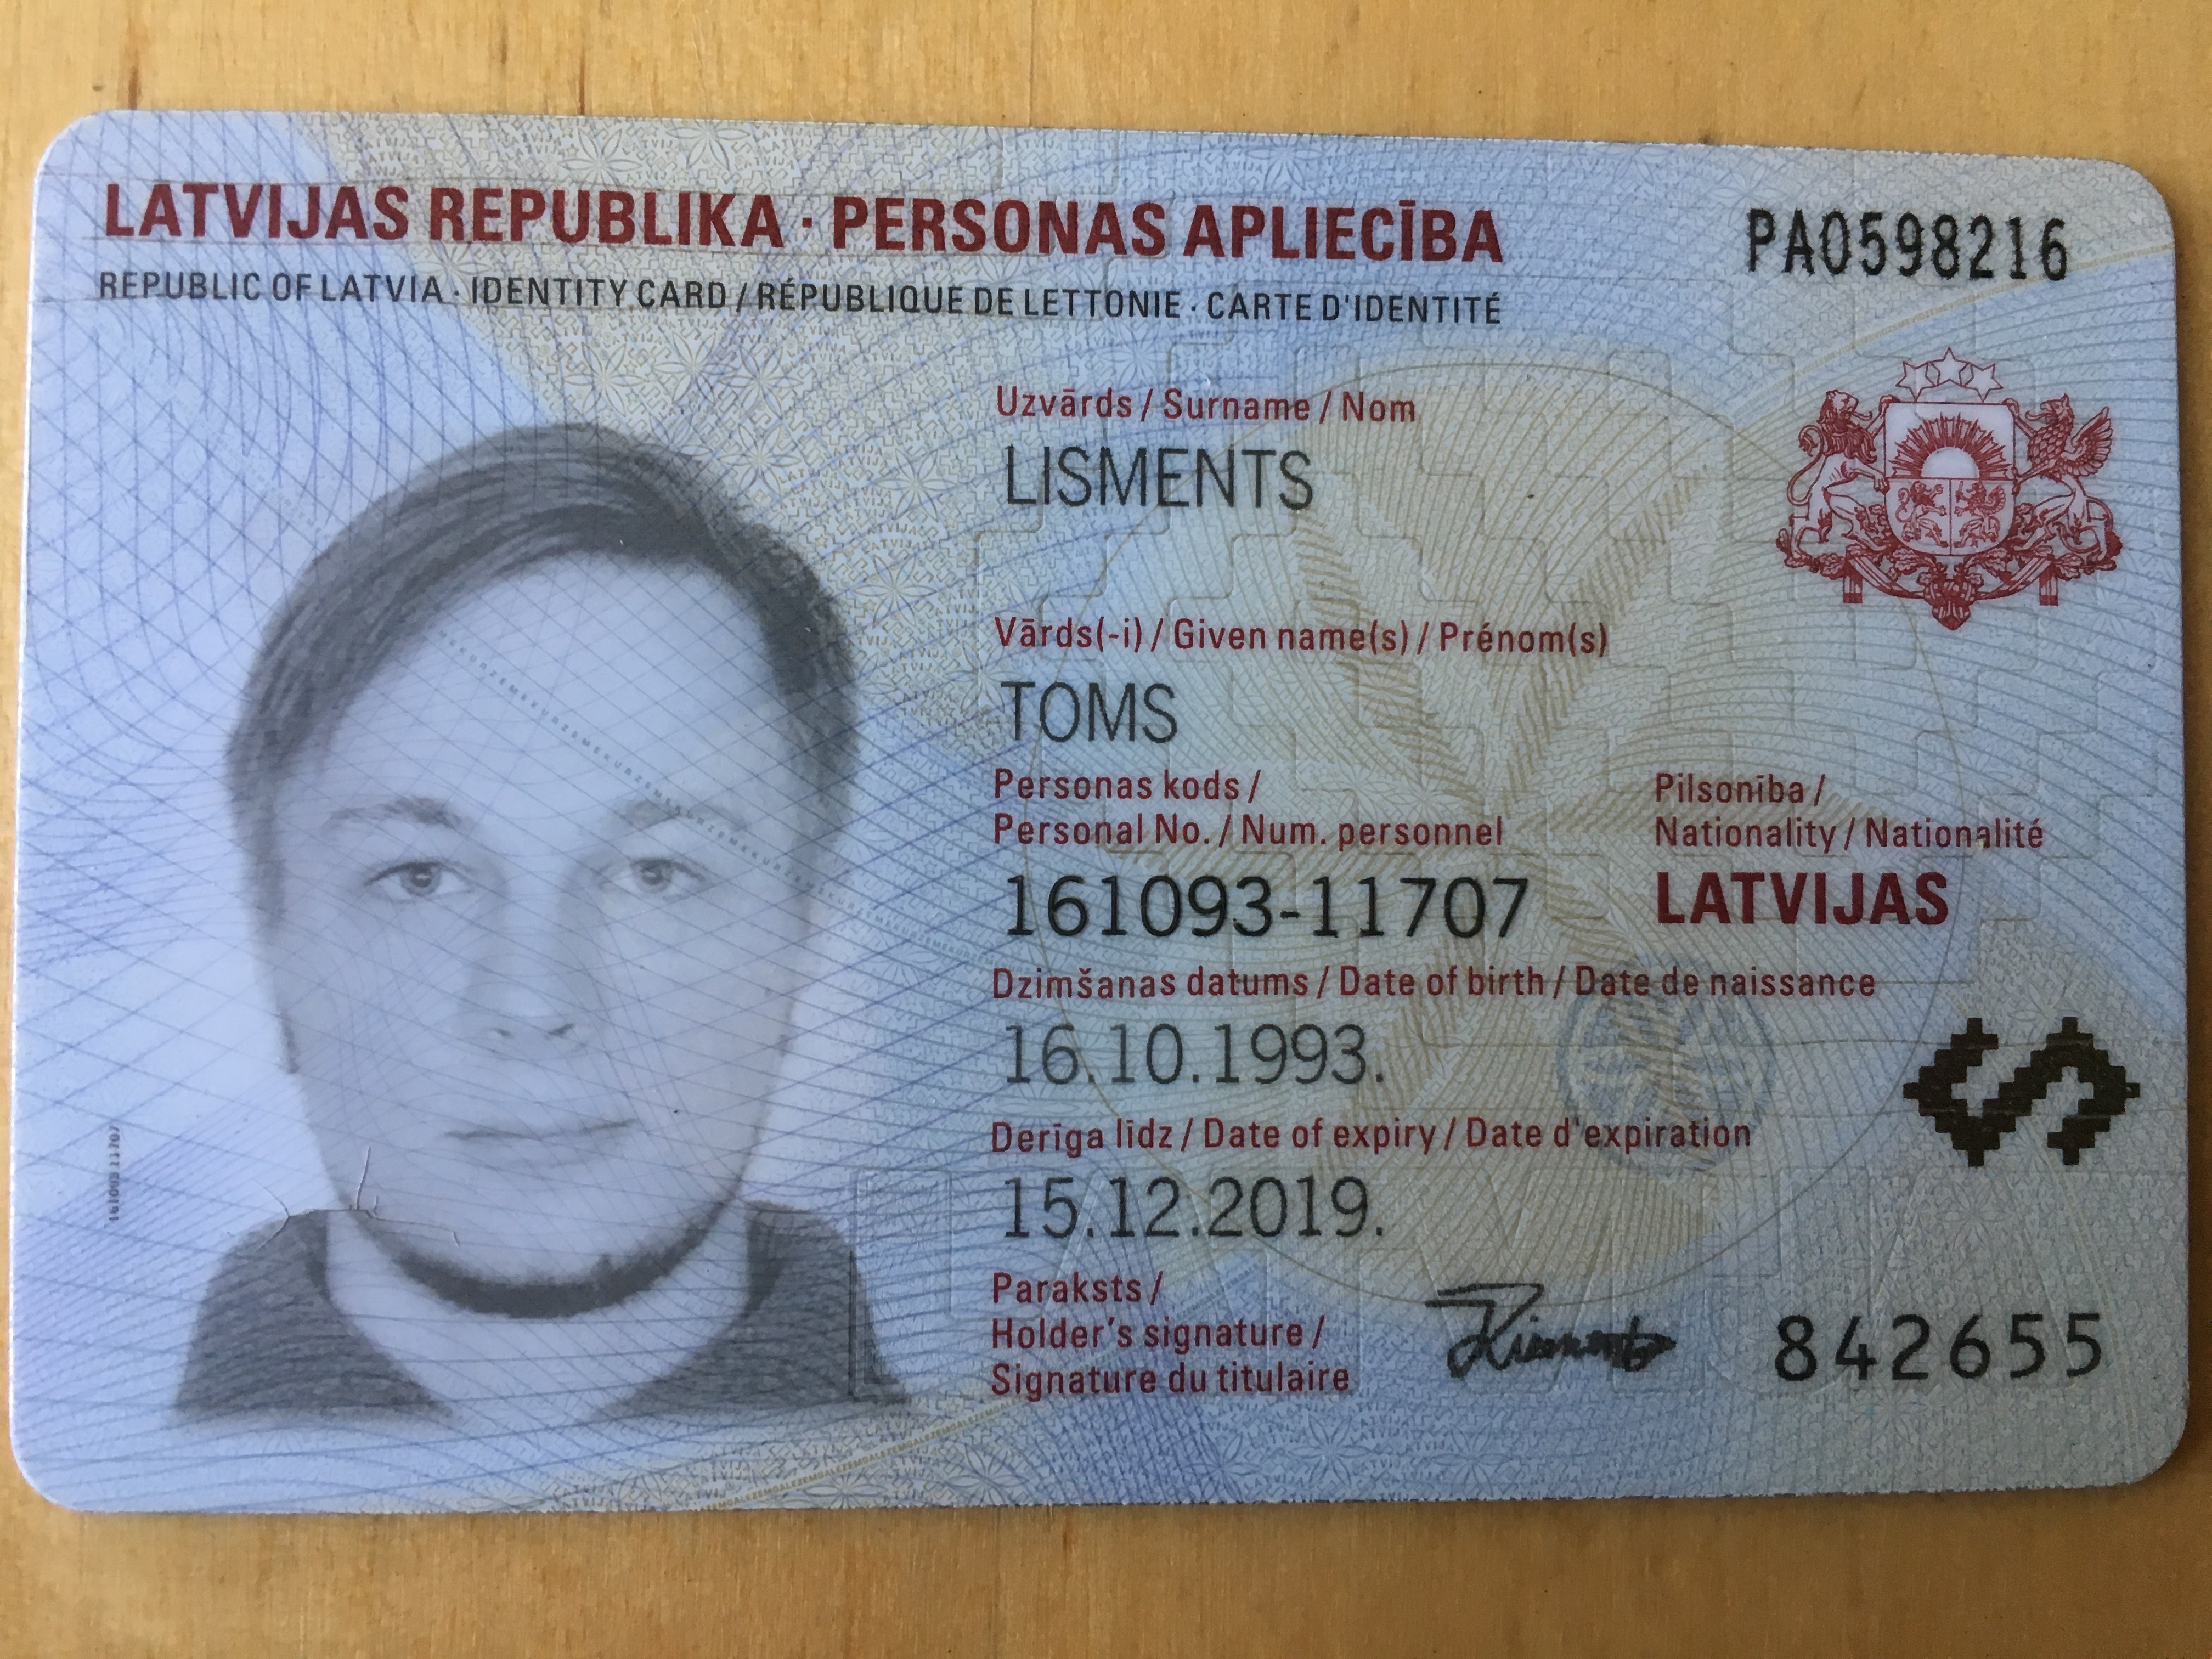 LATVIJAS REPUBLIKA · PERSONAS APLIECĪBA
PA0598216
REPUBLIC OF LATVIA · IDENTITY CARD / RÉPUBLIQUE DE LETTONIE · CARTE D'IDENTITÉ
Uzvārds / Surname / Nom
LISMENTS
Vārds(-i) / Given name(s) / Prénom(s)
TOMS
Personas kods /
Personal No. / Num. personnel
161093-11707
Pilsonība /
Nationality / Nationalité
LATVIJAS
Dzimšanas datums / Date of birth / Date de naissance
16.10.1993.
Derīga līdz / Date of expiry / Date d'expiration
15.12.2019.
Paraksts /
Holder's signature /
Signature du titulaire
842655